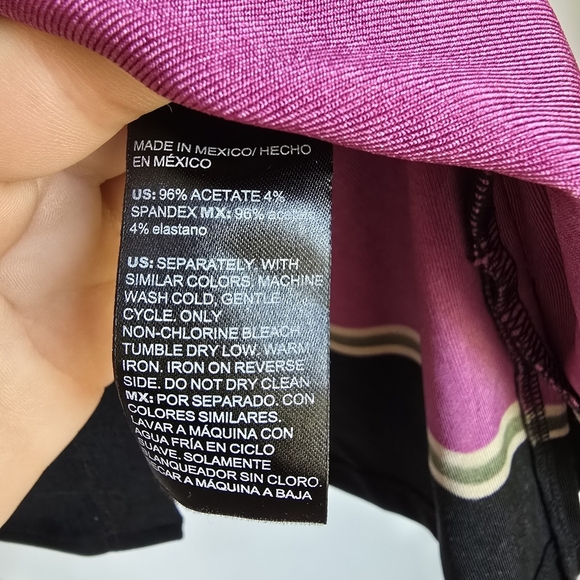 MADE IN MEXICO/ HECHO
EN MÉXICO
US: 96% ACETATE 4%
SPANDEX MX: 96% acetato
4% elastano
US: SEPARATELY. WITH
SIMILAR COLORS. MACHINE
WASH COLD. GENTLE
CYCLE. ONLY
NON-CHLORINE BLEACH
TUMBLE DRY LOW. WARM
IRON. IRON ON REVERSE
SIDE. DO NOT DRY CLEAN
MX: POR SEPARADO. CON
COLORES SIMILARES.
LAVAR A MÁQUINA CON
AGUA FRÍA EN CICLO
SUAVE. SOLAMENTE
BLANQUEADOR SIN CLORO.
SECAR A MÁQUINA A BAJA